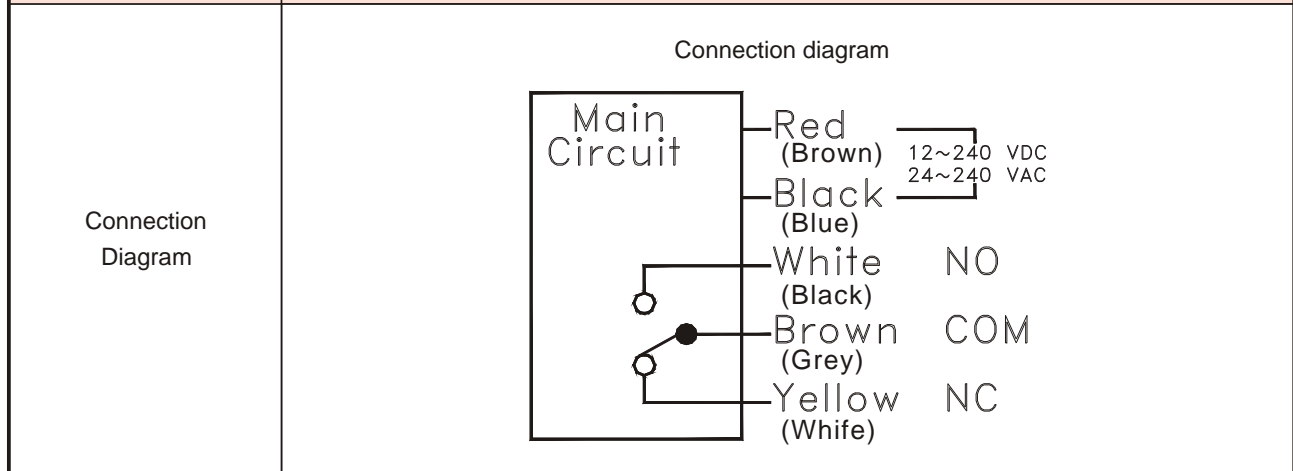 Connection
Diagram
Connection diagram
Main
Circuit
Red
(Brown)
12~240 VDC
24~240 VAC
Black
(Blue)
White NO
(Black)
Brown COM
(Grey)
Yellow NC
(Whife)